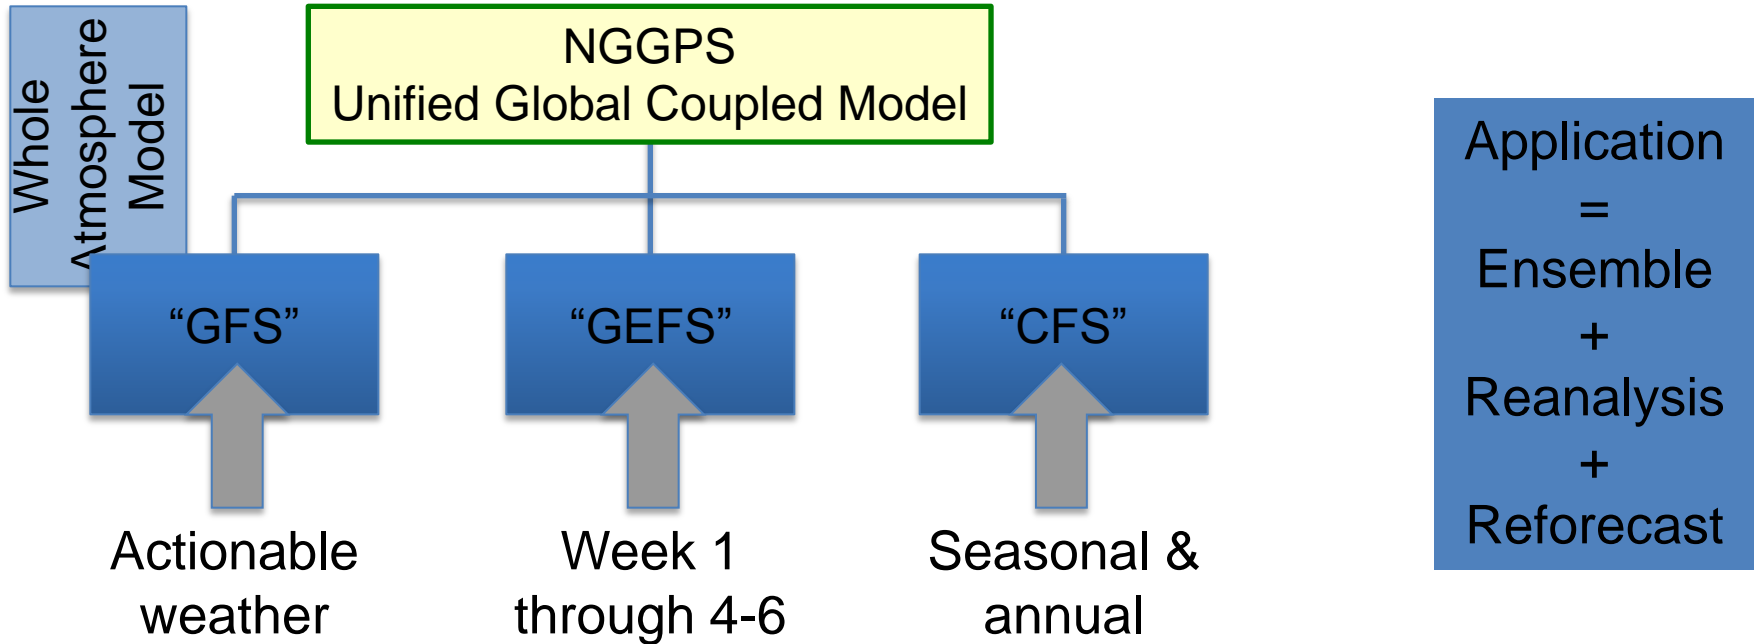 Whole
Atmosphere
Model
NGGPS
Unified Global Coupled Model
“GFS”
“GEFS”
“CFS”
Actionable
weather
Week 1
through 4-6
Seasonal &
annual
Application
=
Ensemble
+
Reanalysis
+
Reforecast